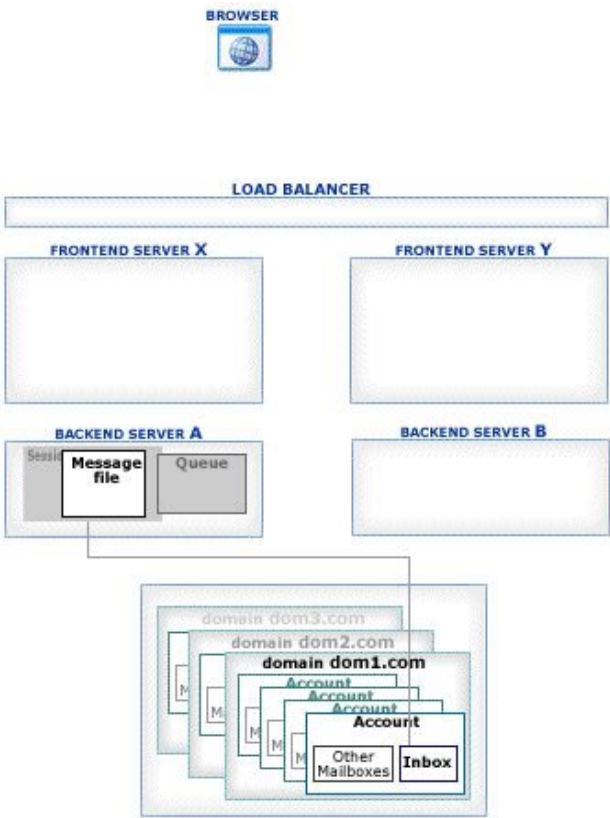 BROWSER
LOAD BALANCER
FRONTEND SERVER X
FRONTEND SERVER Y
BACKEND SERVER A
BACKEND SERVER B
Message
file
Queue
domain dom3.com
domain dom2.com
domain dom1.com
Account
Account
Account
Account
M
M
M
M
M
Other
Mailboxes
Inbox